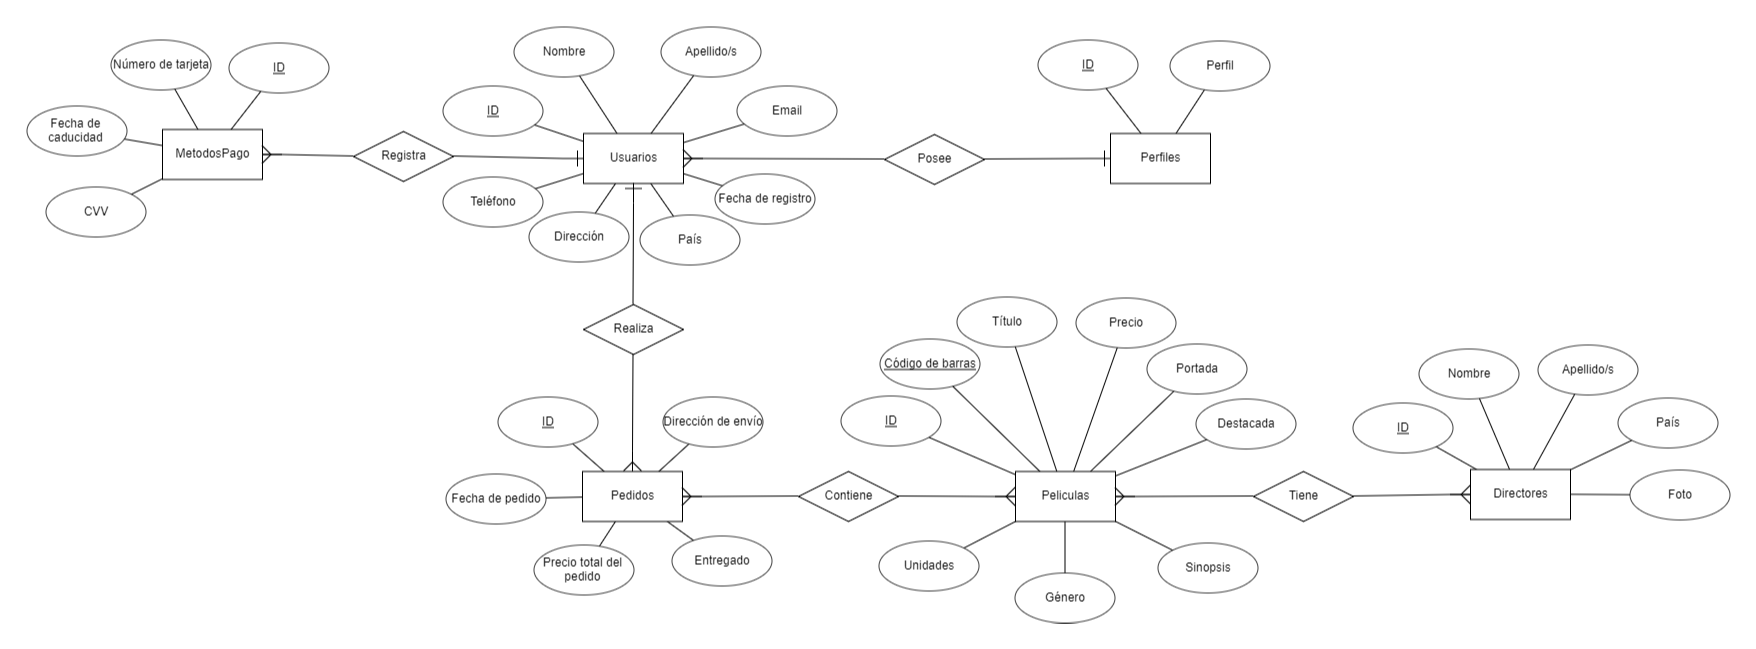 Nombre
Apellido/s
Número de tarjeta
ID
ID
Perfil
ID
Email
Fecha de
caducidad
MetodosPago
Registra
Usuarios
Posee
Perfiles
CVV
Teléfono
Fecha de registro
Dirección
País
Realiza
Título
Precio
Código de barras
Portada
Nombre
Apellido/s
ID
Dirección de envío
ID
Destacada
ID
País
Fecha de pedido
Pedidos
Contiene
Peliculas
Tiene
Directores
Foto
Precio total del
pedido
Entregado
Unidades
Género
Sinopsis